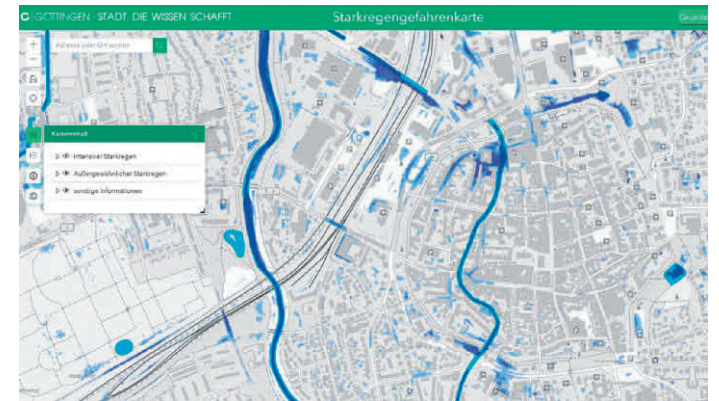 GÖTTINGEN · STADT, DIE WISSEN SCHAFFT
Starkregengefahrenkarte
Adresse oder Ort suchen
Karteninhalt
Intensiver Starkregen
Außergewöhnlicher Starkregen
sonstige Informationen